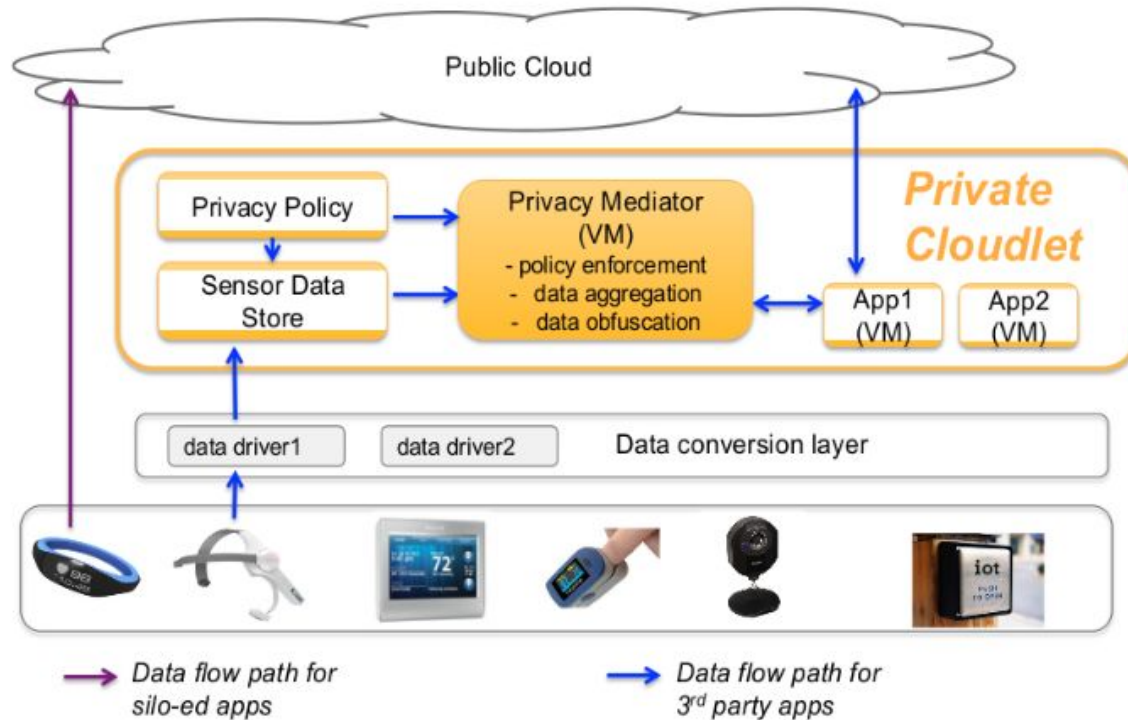 Public Cloud
Private
Cloudlet
Privacy Policy
Privacy Mediator
(VM)
- policy enforcement
- data aggregation
- data obfuscation
Sensor Data
Store
App1
(VM)
App2
(VM)
data driver1
data driver2
Data conversion layer
72
iot
Data flow path for
silo-ed apps
Data flow path for
3rd party apps